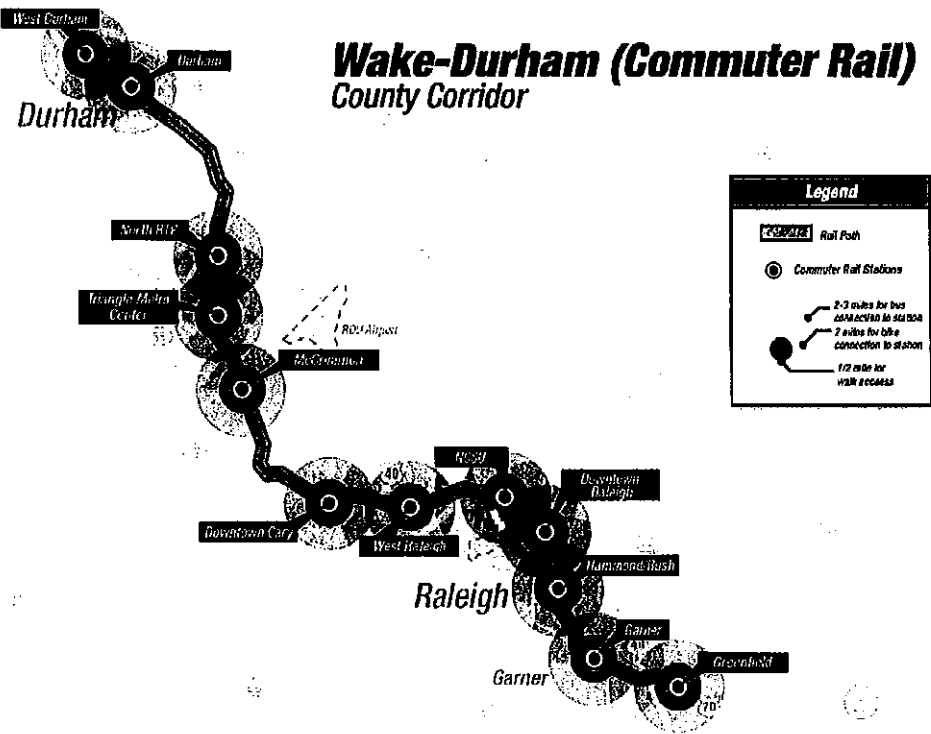 West Durham
Durham
Durham
Wake-Durham (Commuter Rail)
County Corridor
Legend
Rail Path
Commuter Rail Stations
2-3 miles for bus
connection to station
2 miles for bike
connection to station
1/2 mile for
walk access
North RTP
Triangle Metro
Center
RDU Airport
McCrimmon
NCSU
40
Downtown
Raleigh
Downtown Cary
West Raleigh
Hammond/Rush
Raleigh
Garner
Garner
Greenfield
70